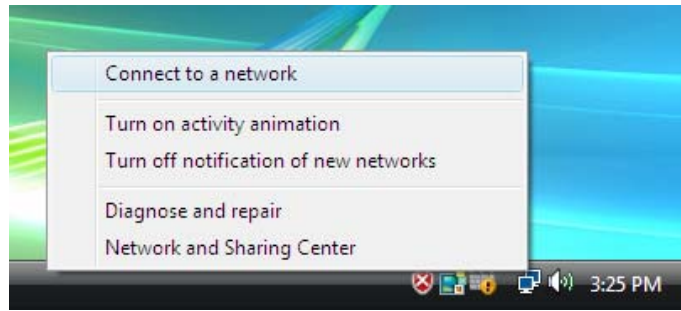 Connect to a network
Turn on activity animation
Turn off notification of new networks
Diagnose and repair
Network and Sharing Center
3:25 PM